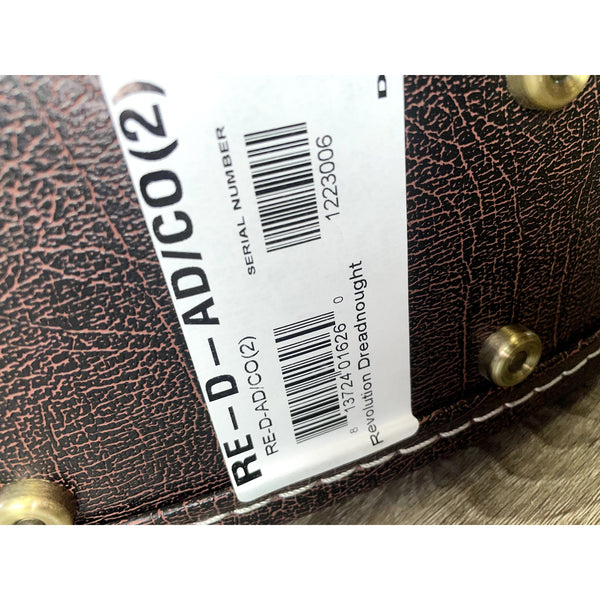 RE-D-AD/CO(2)
SERIAL NUMBER
1223006
RE-D-AD/CO(2)
8 13724 01626 0
Revolution Dreadnought
D